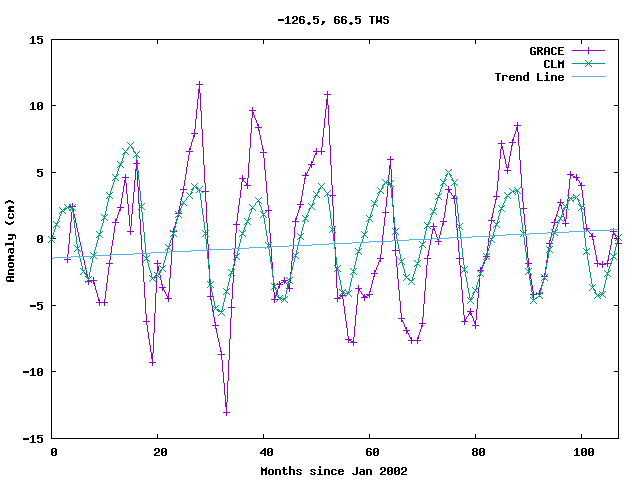 -126.5, 66.5 TWS
GRACE
CLM
Trend Line
15
10
5
0
-5
-10
-15
Anomaly (cm)
0 20 40 60 80 100
Months since Jan 2002